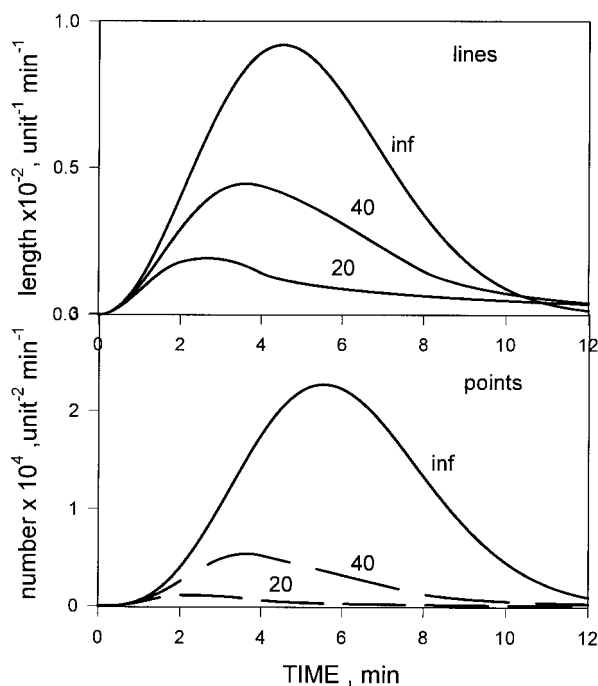 1.0
lines
inf
0.5
40
20
0.0
3
0 2 4 6 8 10 12
length x10⁻² , unit⁻¹ min⁻¹
points
2
inf
1
40
20
0
0 2 4 6 8 10 12
number x 10⁴ ,unit⁻² min⁻¹
TIME , min